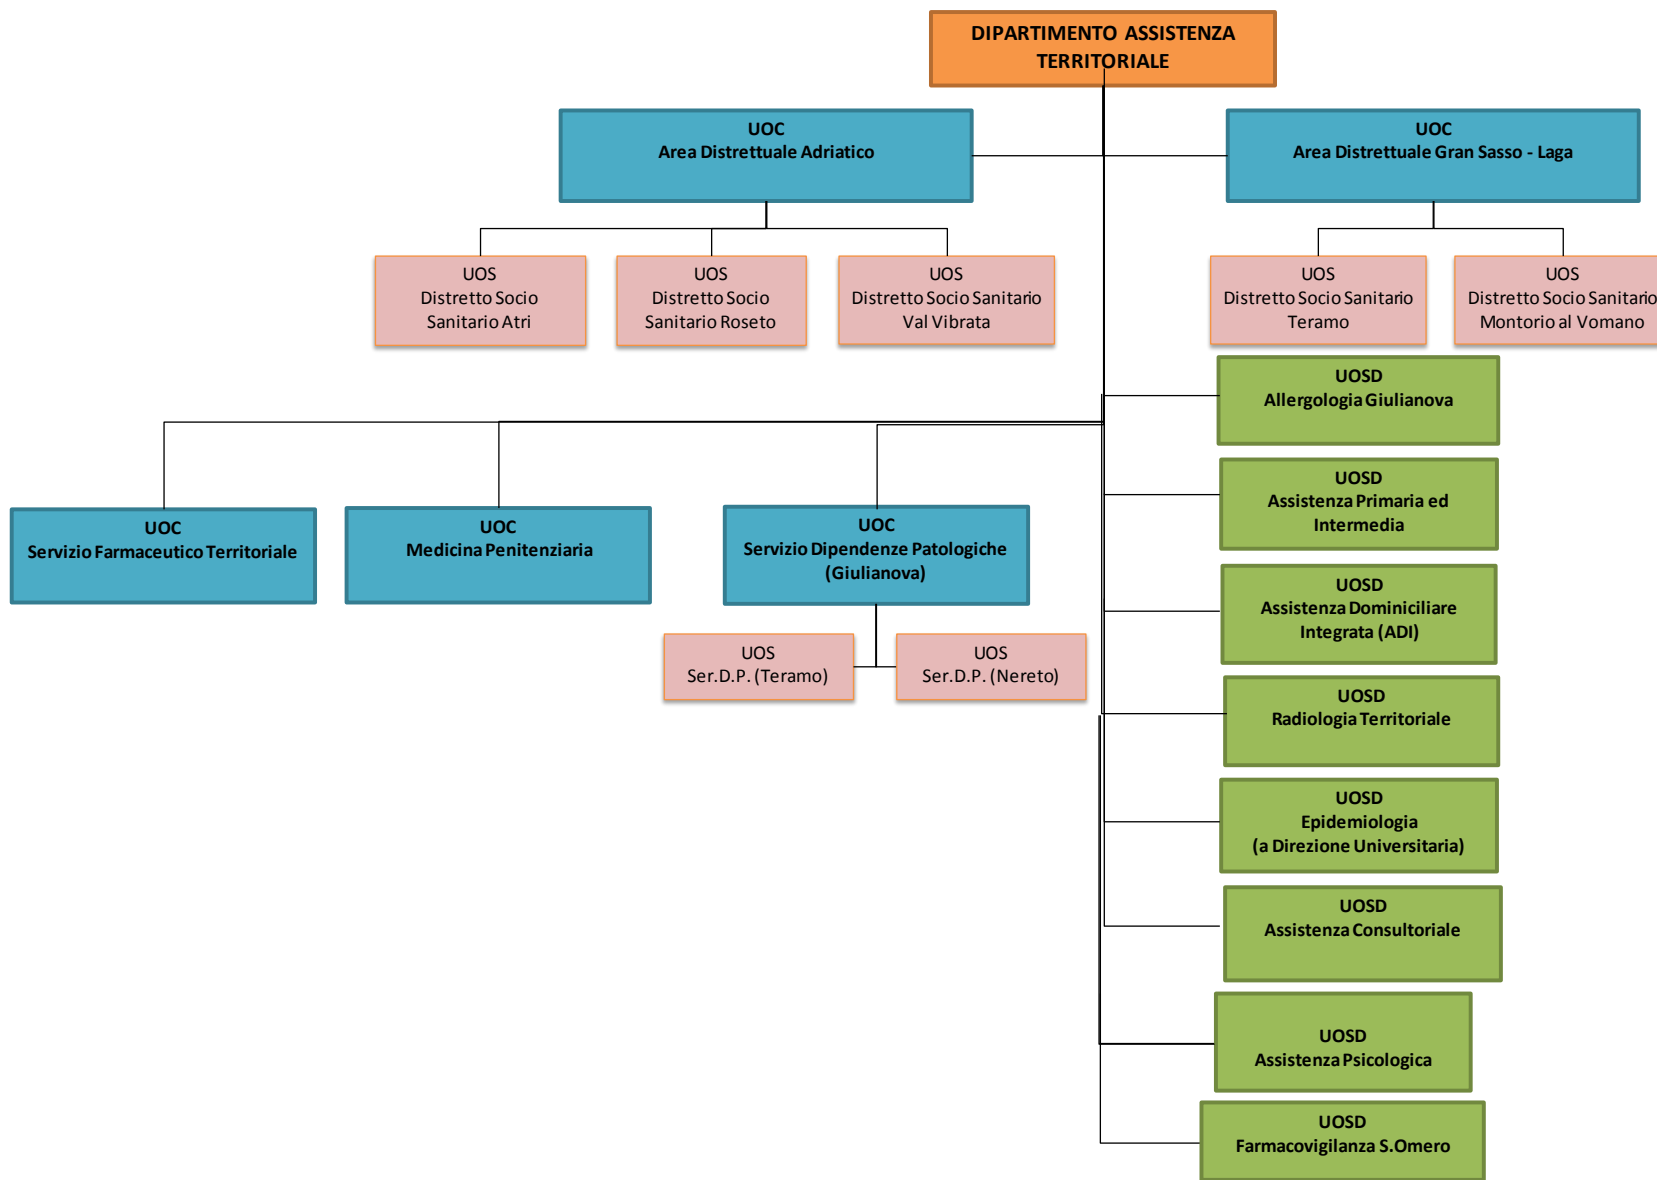 DIPARTIMENTO ASSISTENZA
TERRITORIALE
UOC
Area Distrettuale Adriatico
UOC
Area Distrettuale Gran Sasso - Laga
UOS
Distretto Socio
Sanitario Atri
UOS
Distretto Socio
Sanitario Roseto
UOS
Distretto Socio Sanitario
Val Vibrata
UOS
Distretto Socio Sanitario
Teramo
UOS
Distretto Socio Sanitario
Montorio al Vomano
UOSD
Allergologia Giulianova
UOSD
Assistenza Primaria ed
Intermedia
UOC
Servizio Farmaceutico Territoriale
UOC
Medicina Penitenziaria
UOC
Servizio Dipendenze Patologiche
(Giulianova)
UOSD
Assistenza Dominiciliare
Integrata (ADI)
UOS
Ser.D.P. (Teramo)
UOS
Ser.D.P. (Nereto)
UOSD
Radiologia Territoriale
UOSD
Epidemiologia
(a Direzione Universitaria)
UOSD
Assistenza Consultoriale
UOSD
Assistenza Psicologica
UOSD
Farmacovigilanza S.Omero